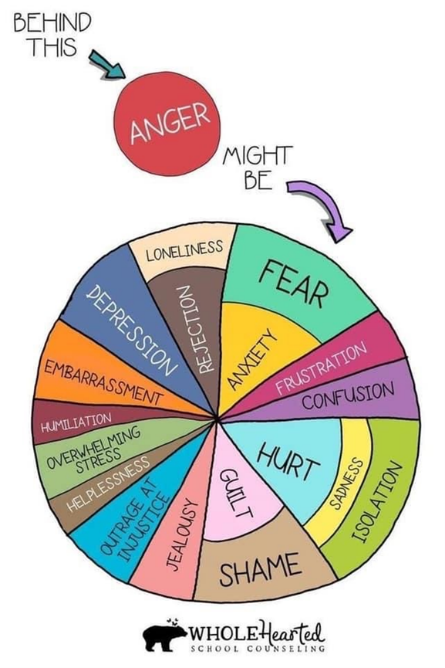 BEHIND
THIS
ANGER
MIGHT
BE
LONELINESS
REJECTION
FEAR
ANXIETY
FRUSTRATION
CONFUSION
HURT
SADNESS
ISOLATION
GUILT
SHAME
JEALOUSY
OUTRAGE AT
INJUSTICE
HELPLESSNESS
OVERWHELMING
STRESS
HUMILIATION
EMBARRASSMENT
DEPRESSION
WHOLEHearted
SCHOOL COUNSELING